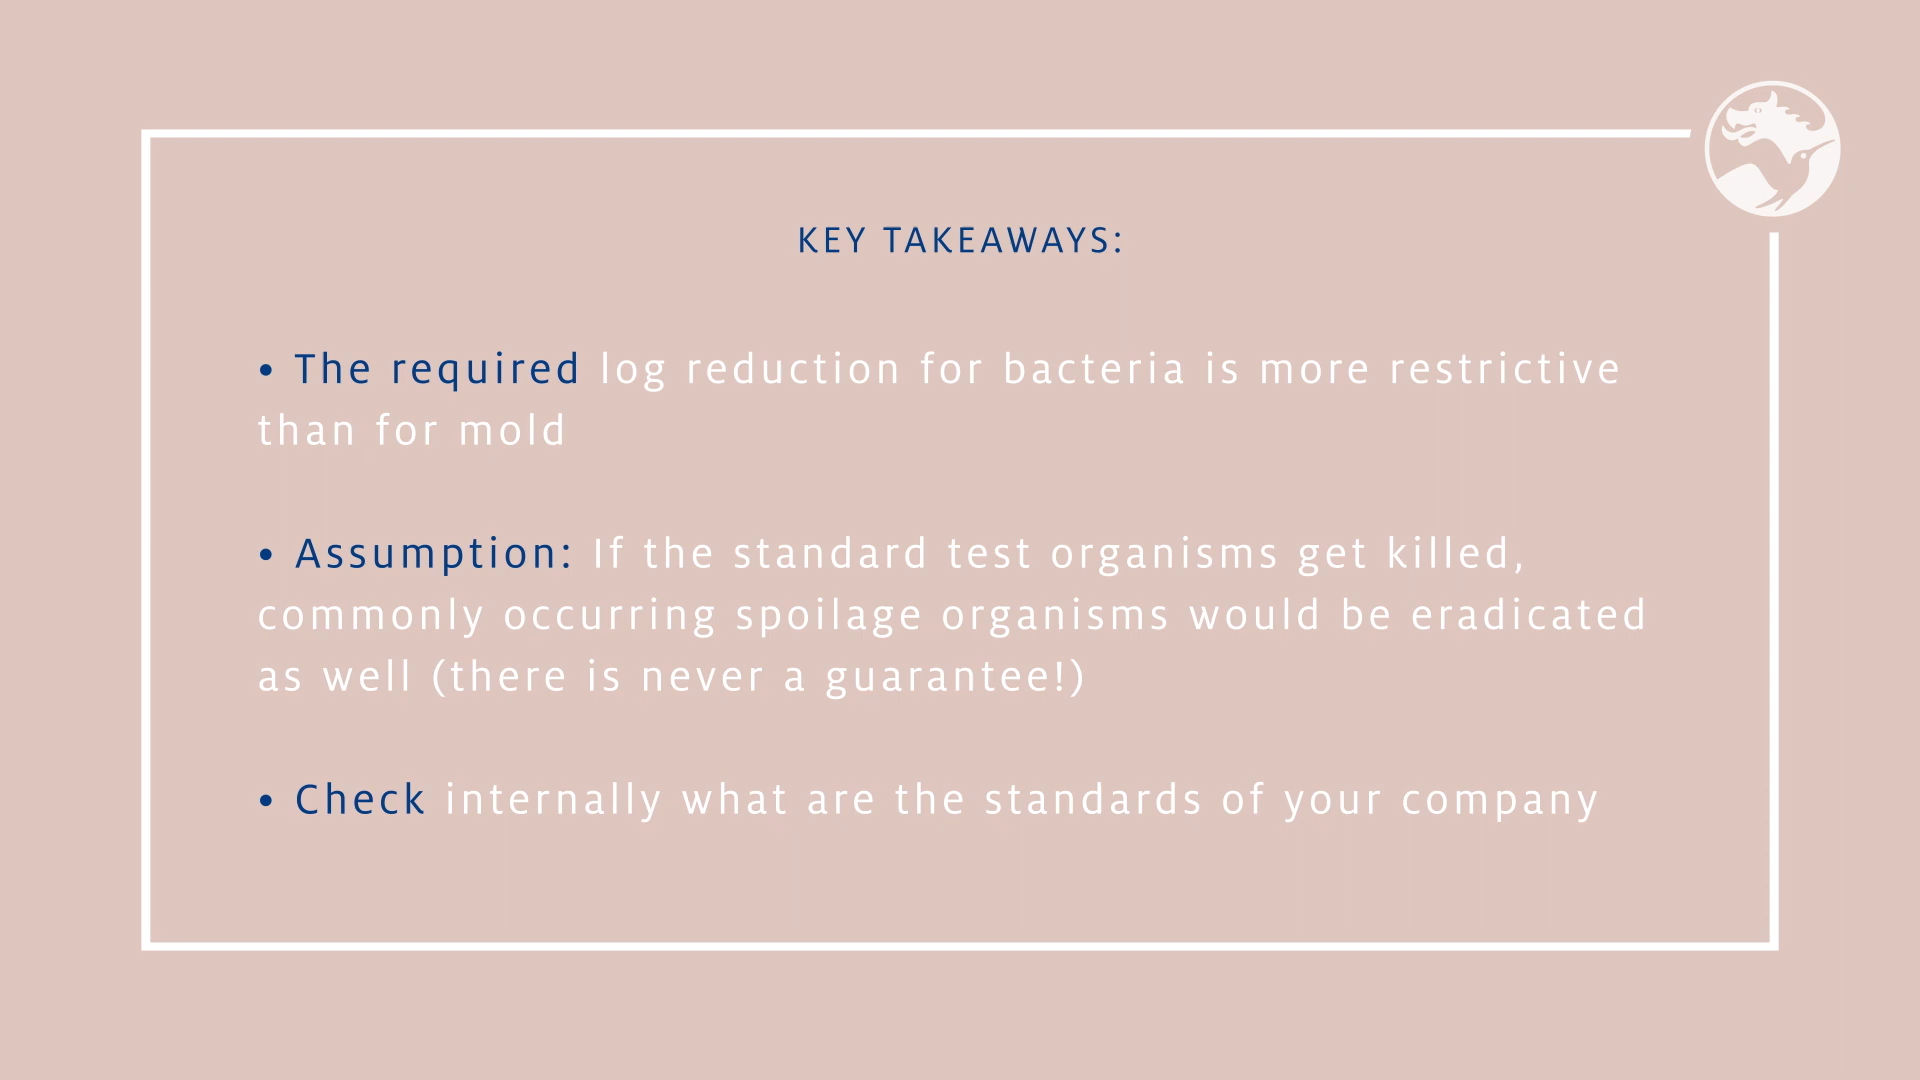 KEY TAKEAWAYS:
• The required log reduction for bacteria is more restrictive
than for mold
• Assumption: If the standard test organisms get killed,
commonly occurring spoilage organisms would be eradicated
as well (there is never a guarantee!)
• Check internally what are the standards of your company